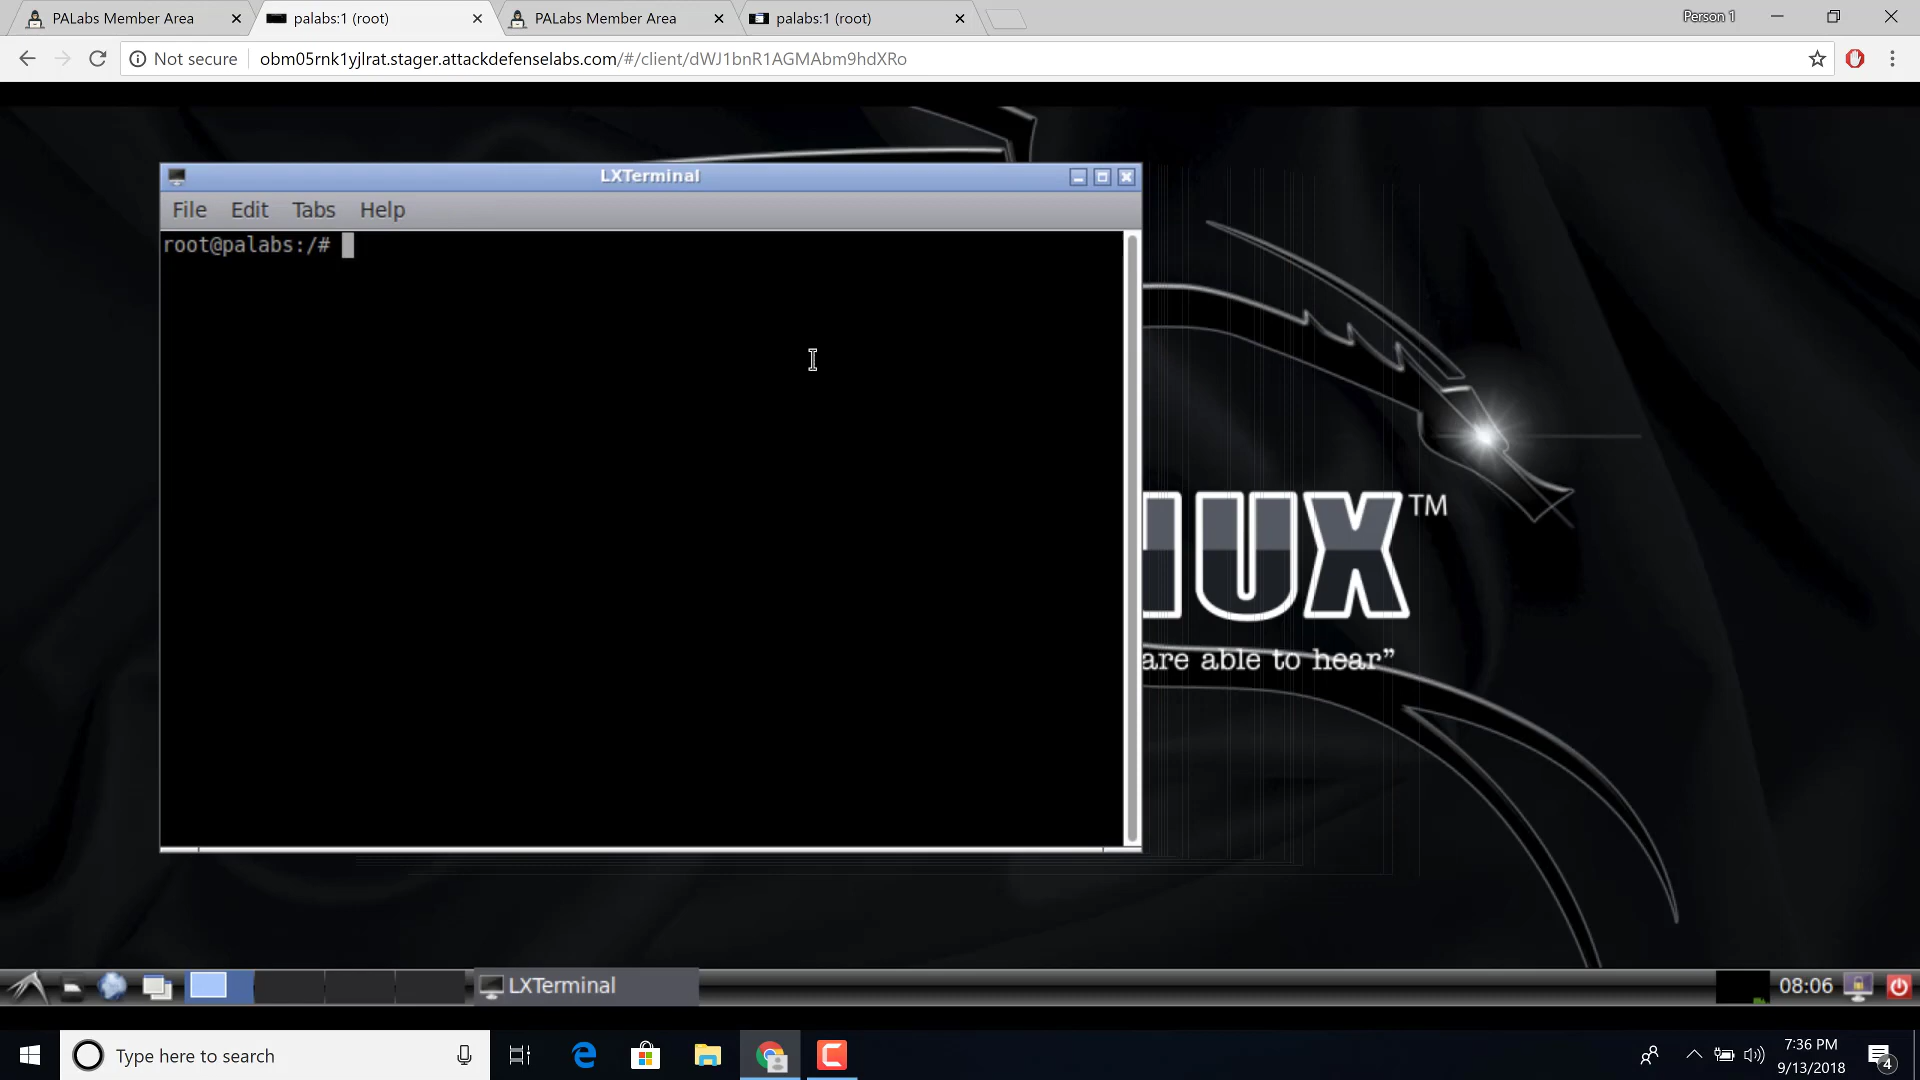 PALabs Member Area
palabs:1 (root)
PALabs Member Area
palabs:1 (root)
Person 1
Not secure
obm05rnk1yjlrat.stager.attackdefenselabs.com/#/client/dWJ1bnR1AGMAbm9hdXRo
LXTerminal
File Edit Tabs Help
root@palabs:/#
UX™
are able to hear”
LXTerminal
08:06
Type here to search
7:36 PM
9/13/2018
4